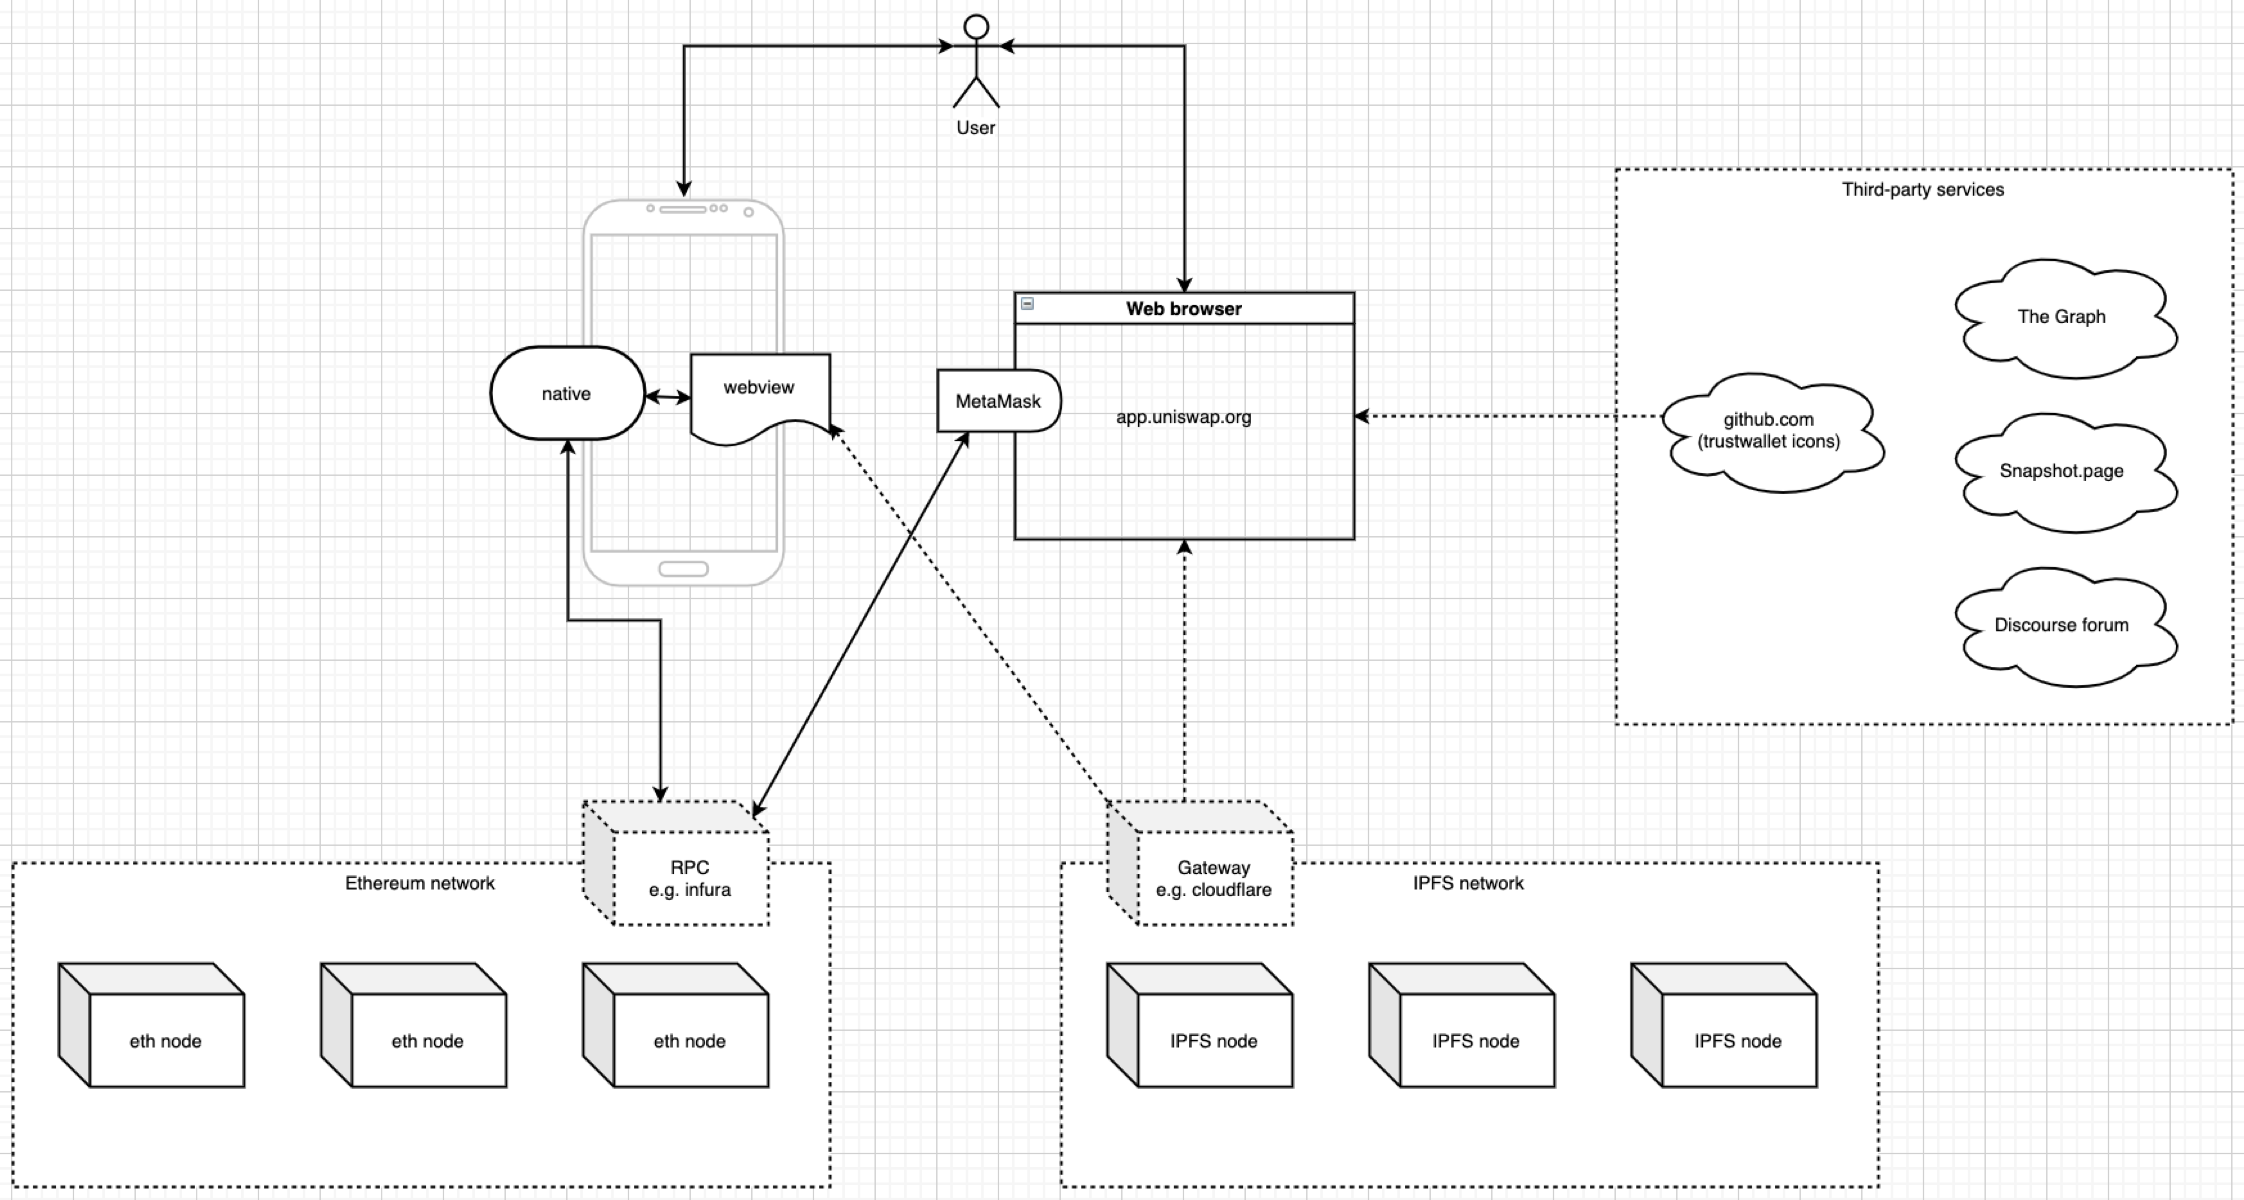 User
Third-party services
Web browser
The Graph
native
webview
MetaMask
app.uniswap.org
github.com
(trustwallet icons)
Snapshot.page
Discourse forum
RPC
e.g. infura
Ethereum network
Gateway
e.g. cloudflare
IPFS network
eth node
eth node
eth node
IPFS node
IPFS node
IPFS node